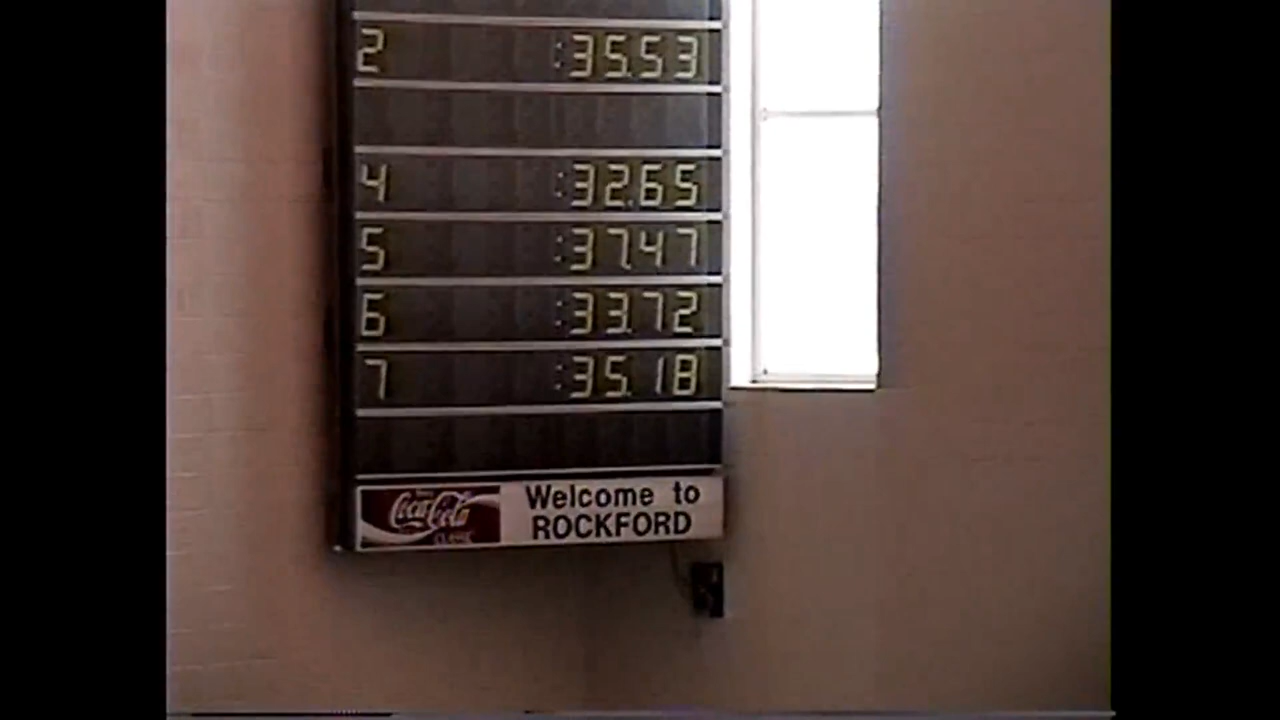 2 :35.53
4 :32.65
5 :37.47
6 :33.72
7 :35.18
Coca-Cola
CLASSIC
Welcome to
ROCKFORD